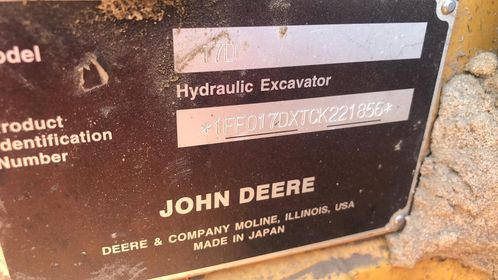 odel 17D
Hydraulic Excavator
roduct
dentification
Number
*1FF017DXTCK221856*
JOHN DEERE
DEERE & COMPANY MOLINE, ILLINOIS, USA
MADE IN JAPAN